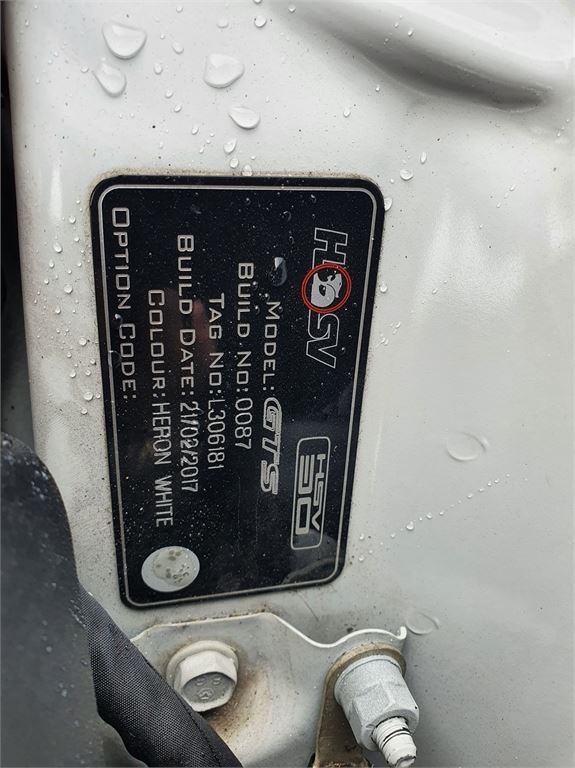 HSV
HSV
30
MODEL: GTS
BUILD NO:0087
TAG NO:L306181
BUILD DATE:21/02/2017
COLOUR:HERON WHITE
OPTION CODE: